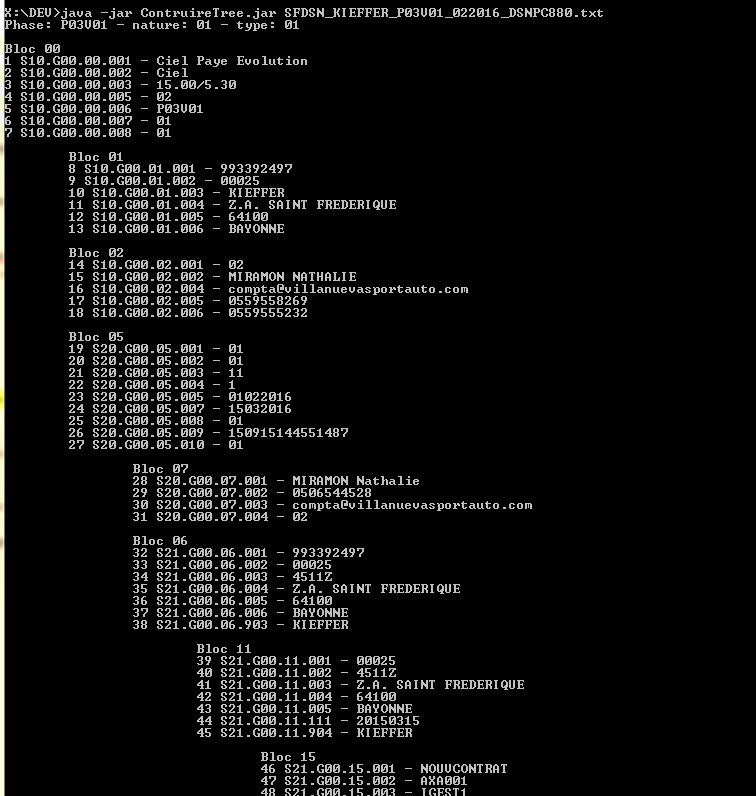 X:\DEV>java -jar ContruireTree.jar SFDSN_KIEFFER_P03V01_022016_DSNPC880.txt
Phase: P03V01 - nature: 01 - type: 01
Bloc 00
1 S10.G00.00.001 - Ciel Paye Evolution
2 S10.G00.00.002 - Ciel
3 S10.G00.00.003 - 15.00/5.30
4 S10.G00.00.005 - 02
5 S10.G00.00.006 - P03V01
6 S10.G00.00.007 - 01
7 S10.G00.00.008 - 01
Bloc 01
8 S10.G00.01.001 - 993392497
9 S10.G00.01.002 - 00025
10 S10.G00.01.003 - KIEFFER
11 S10.G00.01.004 - Z.A. SAINT FREDERIQUE
12 S10.G00.01.005 - 64100
13 S10.G00.01.006 - BAYONNE
Bloc 02
14 S10.G00.02.001 - 02
15 S10.G00.02.002 - MIRAMON NATHALIE
16 S10.G00.02.004 - compta@villanuevasportauto.com
17 S10.G00.02.005 - 0559558269
18 S10.G00.02.006 - 0559555232
Bloc 05
19 S20.G00.05.001 - 01
20 S20.G00.05.002 - 01
21 S20.G00.05.003 - 11
22 S20.G00.05.004 - 1
23 S20.G00.05.005 - 01022016
24 S20.G00.05.007 - 15032016
25 S20.G00.05.008 - 01
26 S20.G00.05.009 - 150915144551487
27 S20.G00.05.010 - 01
Bloc 07
28 S20.G00.07.001 - MIRAMON Nathalie
29 S20.G00.07.002 - 0506544528
30 S20.G00.07.003 - compta@villanuevasportauto.com
31 S20.G00.07.004 - 02
Bloc 06
32 S21.G00.06.001 - 993392497
33 S21.G00.06.002 - 00025
34 S21.G00.06.003 - 4511Z
35 S21.G00.06.004 - Z.A. SAINT FREDERIQUE
36 S21.G00.06.005 - 64100
37 S21.G00.06.006 - BAYONNE
38 S21.G00.06.903 - KIEFFER
Bloc 11
39 S21.G00.11.001 - 00025
40 S21.G00.11.002 - 4511Z
41 S21.G00.11.003 - Z.A. SAINT FREDERIQUE
42 S21.G00.11.004 - 64100
43 S21.G00.11.005 - BAYONNE
44 S21.G00.11.111 - 20150315
45 S21.G00.11.904 - KIEFFER
Bloc 15
46 S21.G00.15.001 - NOUVCONTRAT
47 S21.G00.15.002 - AXA001
48 S21.G00.15.003 - IGEST1